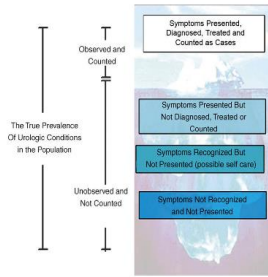 Symptoms Presented,
Diagnosed, Treated and
Counted as Cases
Observed and
Counted
Symptoms Presented But
Not Diagnosed, Treated or
Counted
The True Prevalence
Of Urologic Conditions
in the Population
Symptoms Recognized But
Not Presented (possible self care)
Unobserved and
Not Counted
Symptoms Not Recognized
and Not Presented